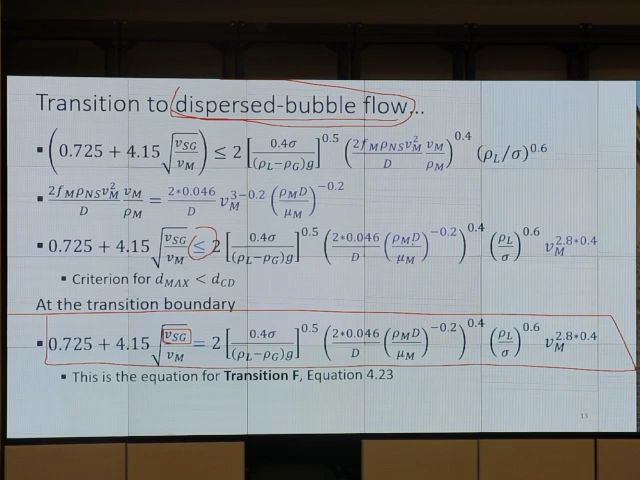 Transition to dispersed-bubble flow...
▪ (0.725 + 4.15 √(v_SG/v_M)) ≤ 2 [0.4σ/((ρ_L−ρ_G)g)]^0.5 (2f_M ρ_NS v_M^2/D v_M/ρ_M)^0.4 (ρ_L/σ)^0.6
▪ 2f_M ρ_NS v_M^2/D v_M/ρ_M = 2*0.046/D v_M^(3−0.2) (ρ_M D/μ_M)^−0.2
▪ 0.725 + 4.15 √(v_SG/v_M) ≤ 2 [0.4σ/((ρ_L−ρ_G)g)]^0.5 (2*0.046/D (ρ_M D/μ_M)^−0.2)^0.4 (ρ_L/σ)^0.6 v_M^(2.8*0.4)
▪ Criterion for d_MAX < d_CD
At the transition boundary
▪ 0.725 + 4.15 √(v_SG/v_M) = 2 [0.4σ/((ρ_L−ρ_G)g)]^0.5 (2*0.046/D (ρ_M D/μ_M)^−0.2)^0.4 (ρ_L/σ)^0.6 v_M^(2.8*0.4)
▪ This is the equation for Transition F, Equation 4.23